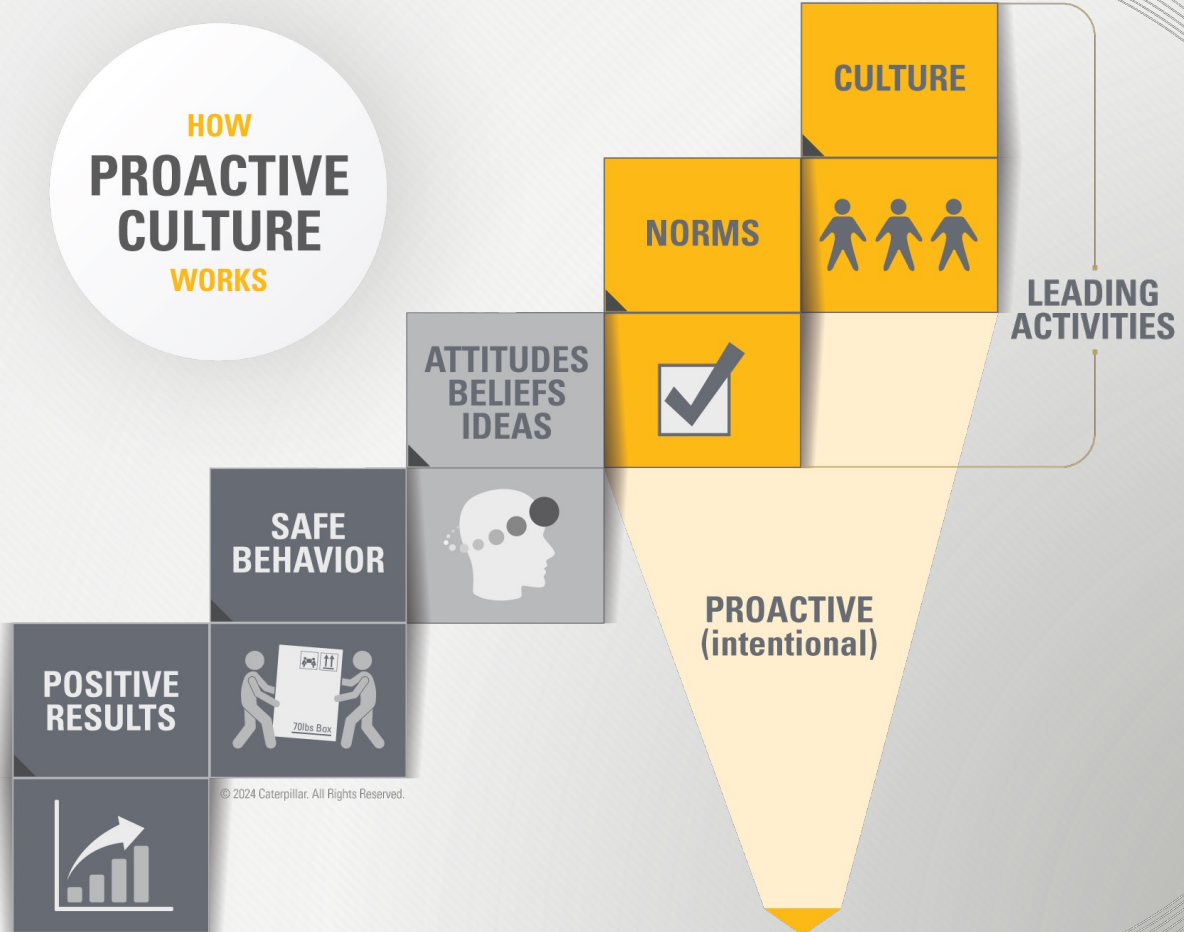 HOW
PROACTIVE
CULTURE
WORKS
CULTURE
NORMS
LEADING
ACTIVITIES
ATTITUDES
BELIEFS
IDEAS
SAFE
BEHAVIOR
PROACTIVE
(intentional)
POSITIVE
RESULTS
70lbs Box
© 2024 Caterpillar. All Rights Reserved.